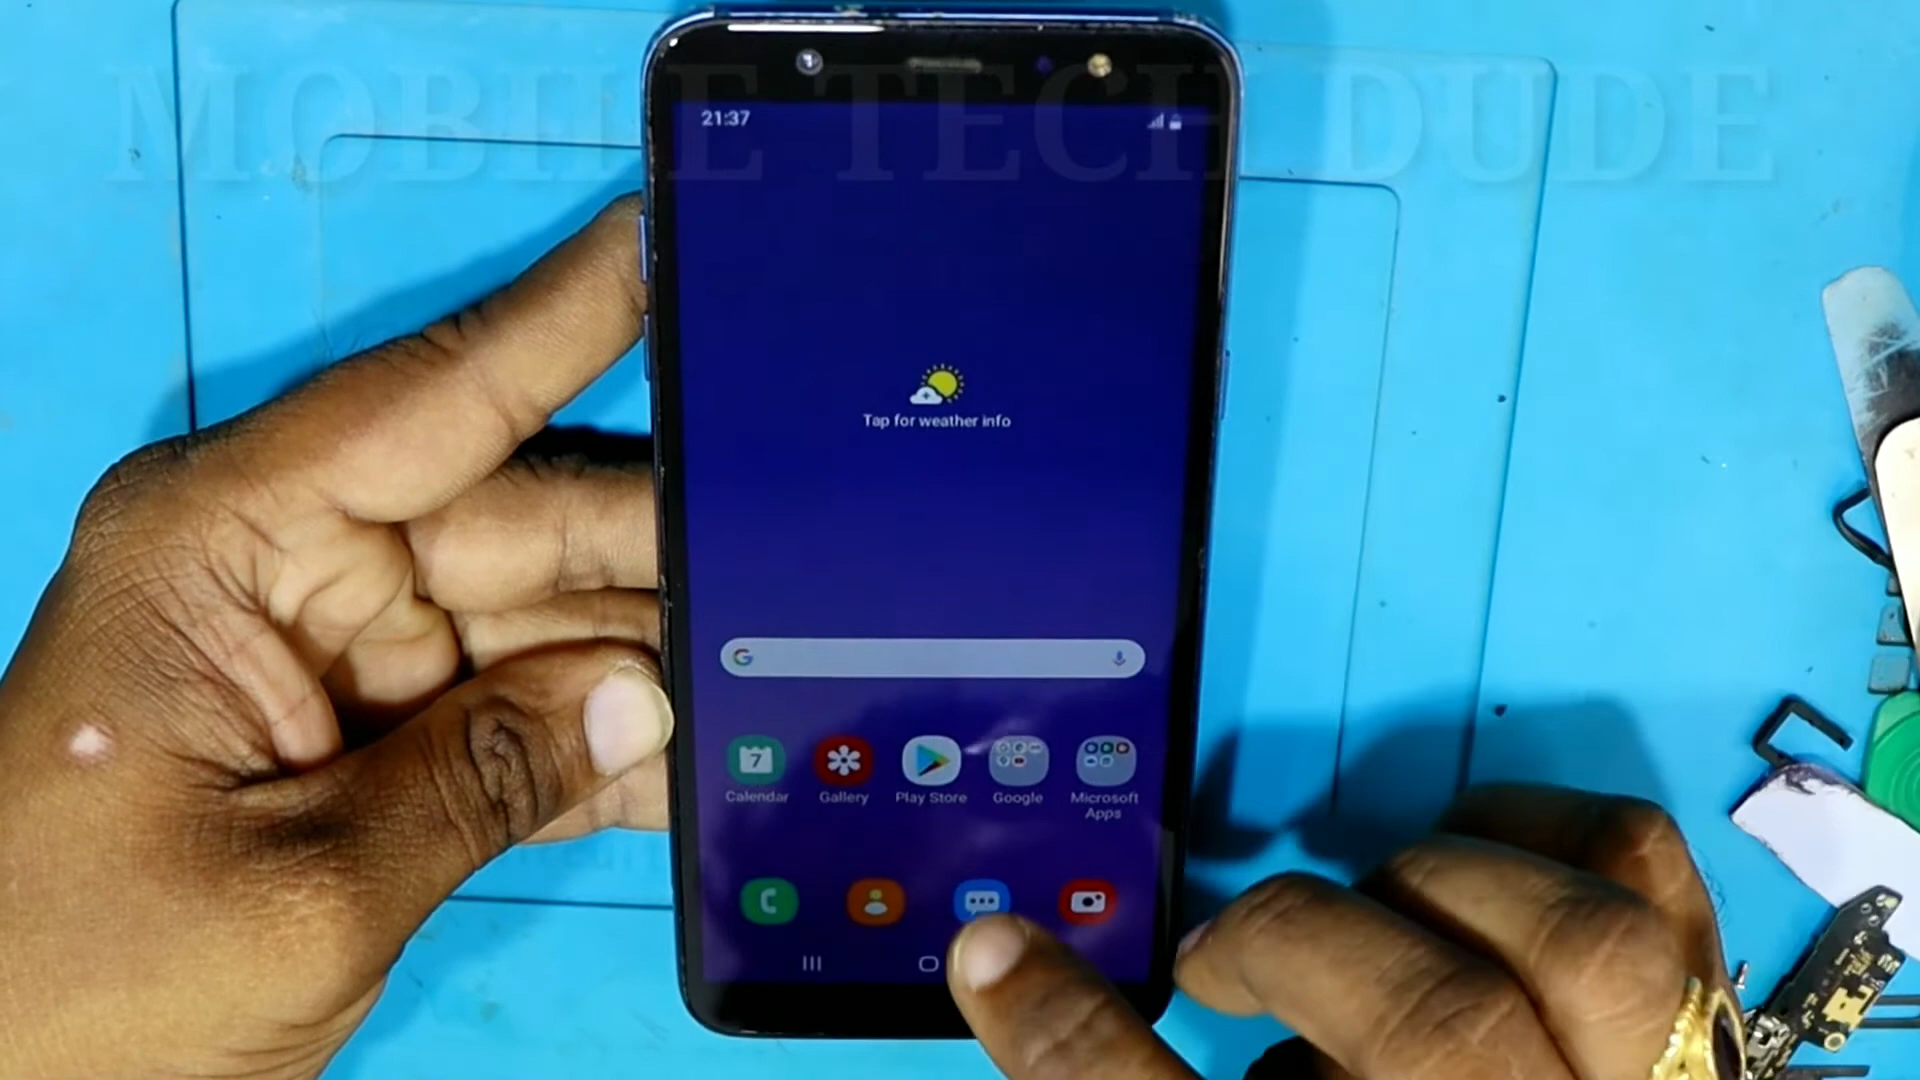 MOBILE TECH DUDE
21:37
Tap for weather info
G
7
Calendar
Gallery
Play Store
Google
Microsoft Apps